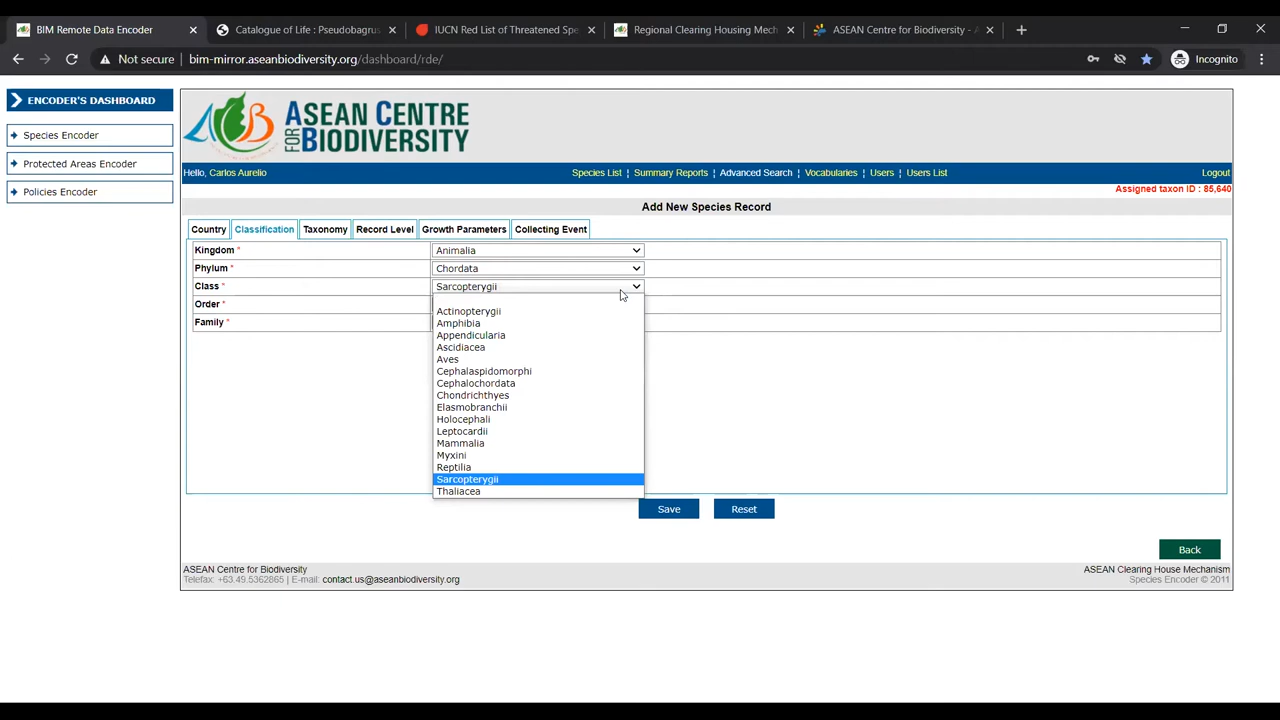 BIM Remote Data Encoder
Catalogue of Life : Pseudobagrus
IUCN Red List of Threatened Spe
Regional Clearing Housing Mech
ASEAN Centre for Biodiversity - A
Not secure
bim-mirror.aseanbiodiversity.org/dashboard/rde/
Incognito
ENCODER'S DASHBOARD
Species Encoder
Protected Areas Encoder
Policies Encoder
ACB
ASEAN CENTRE
FOR BIODIVERSITY
Hello, Carlos Aurelio
Species List ¦ Summary Reports ¦ Advanced Search ¦ Vocabularies ¦ Users ¦ Users List
Logout
Assigned taxon ID : 85,640
Add New Species Record
Country
Classification
Taxonomy
Record Level
Growth Parameters
Collecting Event
Kingdom *
Animalia
Phylum *
Chordata
Class *
Sarcopterygii
Order *
Family *
Actinopterygii
Amphibia
Appendicularia
Ascidiacea
Aves
Cephalaspidomorphi
Cephalochordata
Chondrichthyes
Elasmobranchii
Holocephali
Leptocardii
Mammalia
Myxini
Reptilia
Sarcopterygii
Thaliacea
Save
Reset
Back
ASEAN Centre for Biodiversity
Telefax: +63.49.5362865 | E-mail: contact.us@aseanbiodiversity.org
ASEAN Clearing House Mechanism
Species Encoder © 2011